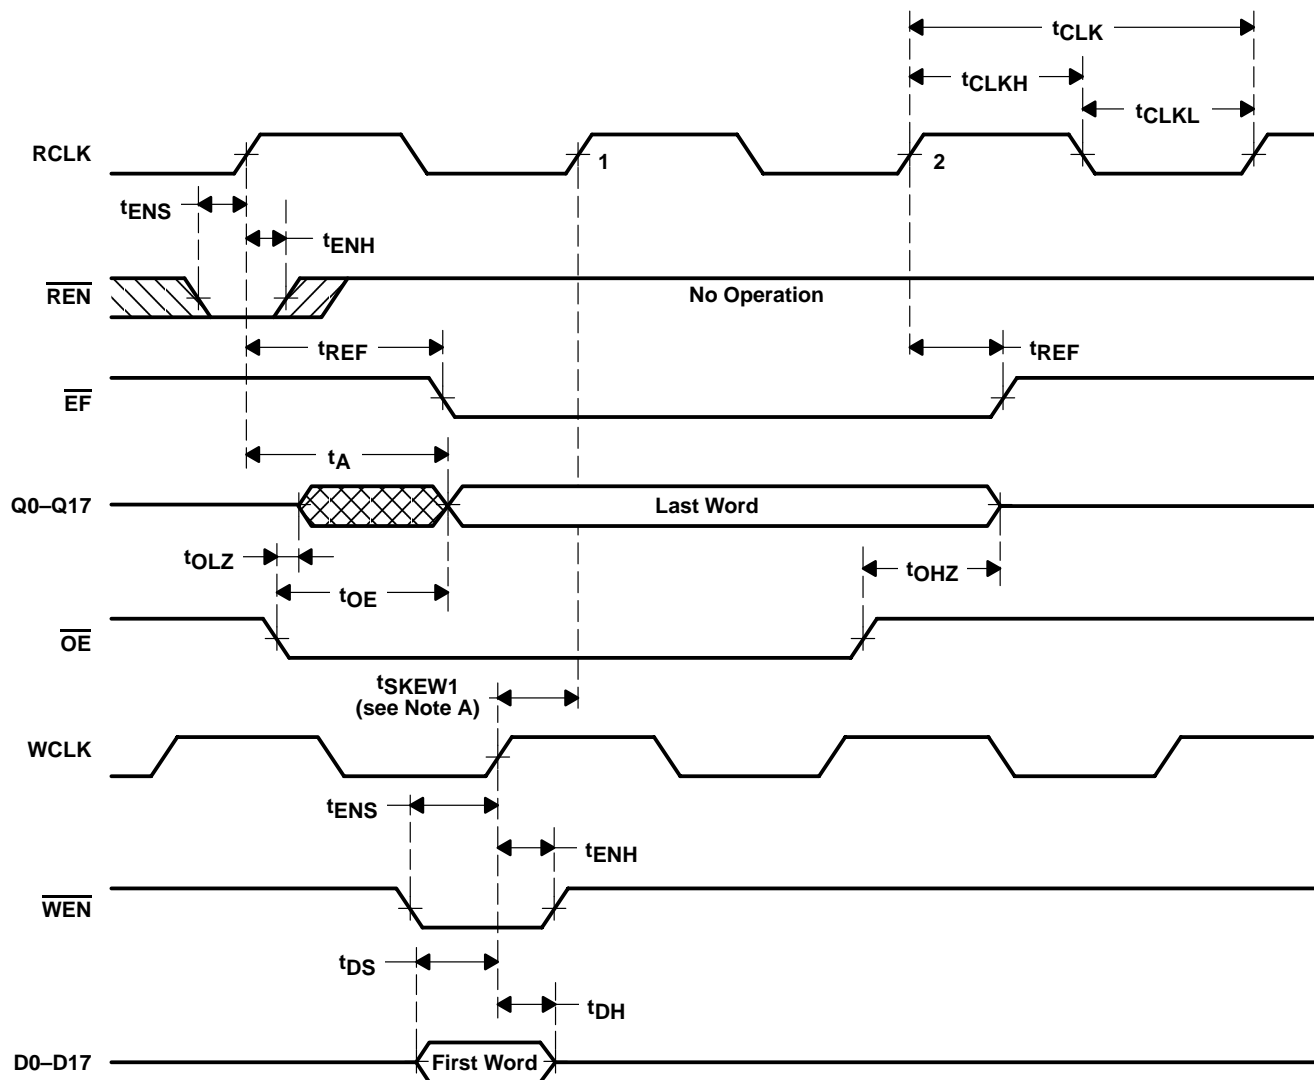 tCLK
tCLKH
tCLKL
RCLK
1
2
tENS
tENH
REN
No Operation
tREF
tREF
EF
tA
Q0–Q17
Last Word
tOLZ
tOHZ
tOE
OE
tSKEW1
(see Note A)
WCLK
tENS
tENH
WEN
tDS
tDH
D0–D17
First Word